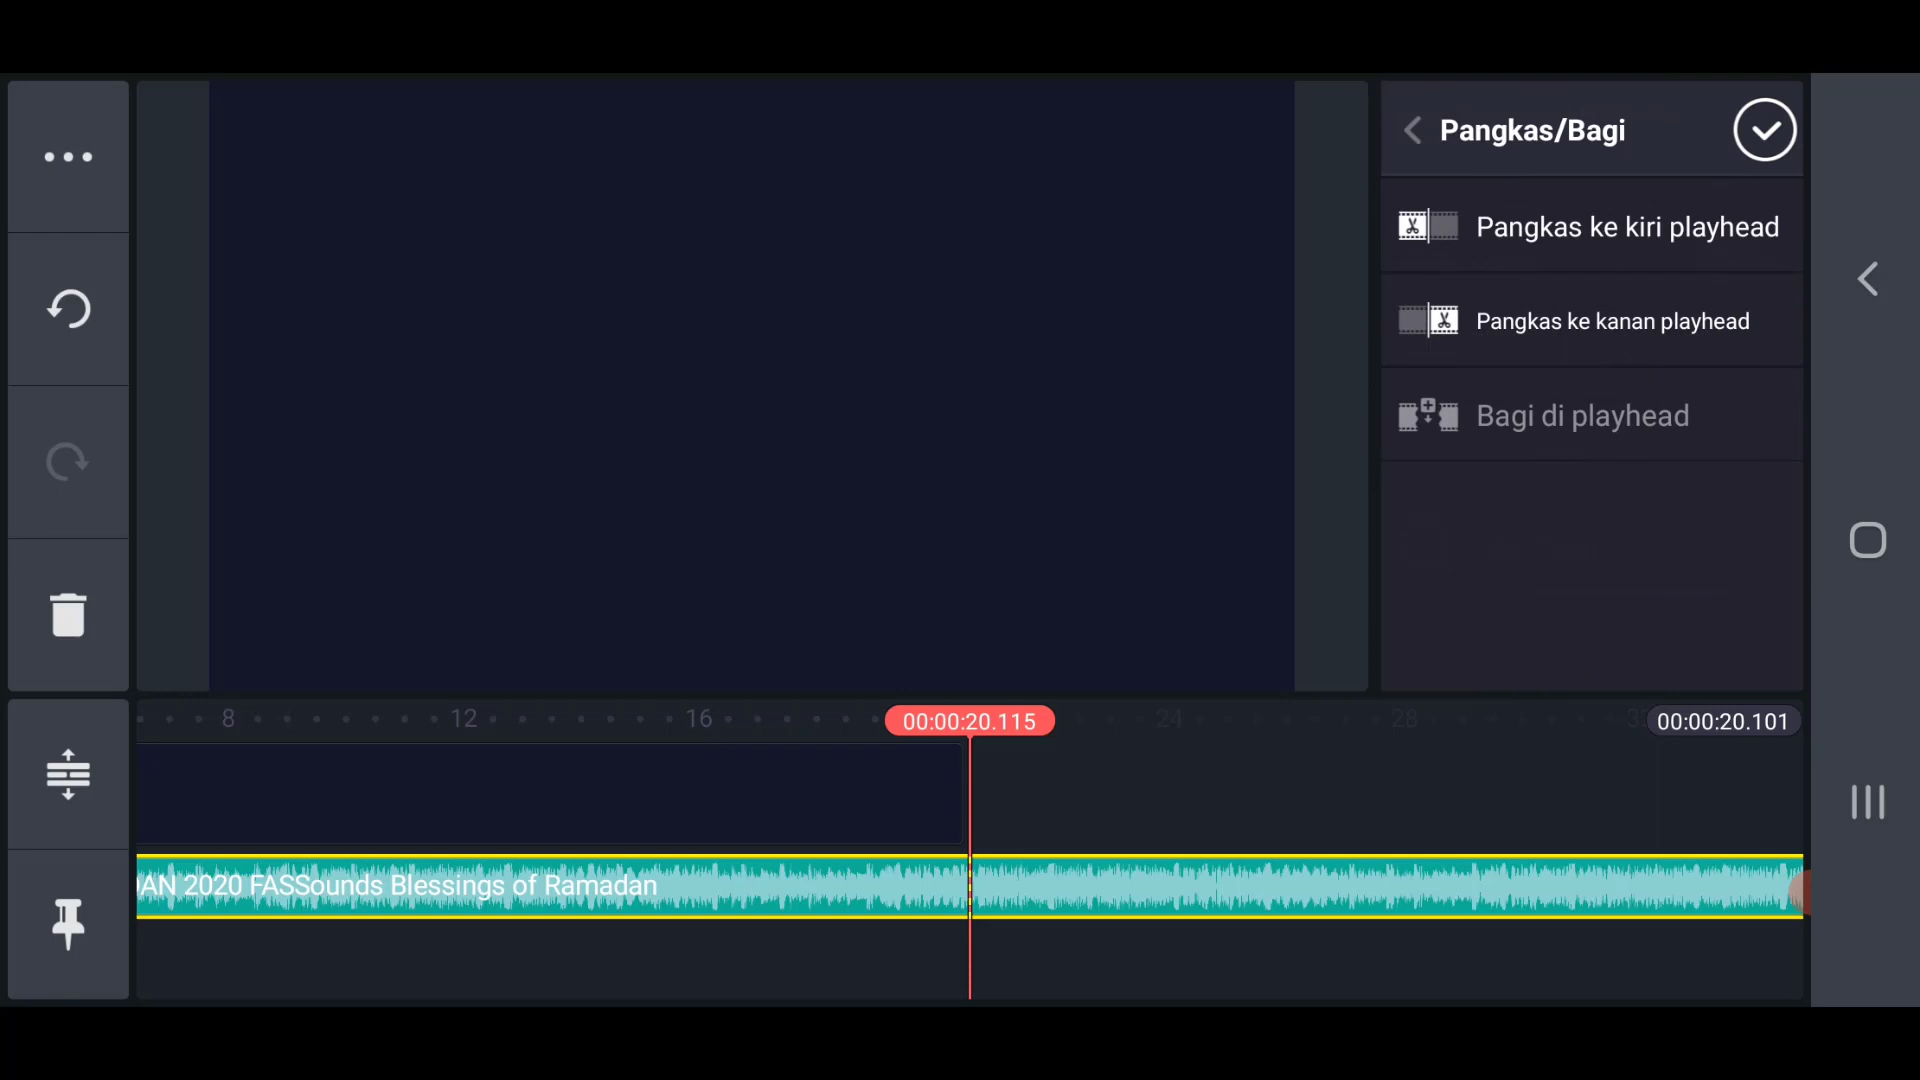 Pangkas/Bagi
Pangkas ke kiri playhead
Pangkas ke kanan playhead
Bagi di playhead
8 12 16 00:00:20.115 24 28 00:00:20.101
AN 2020 FASSounds Blessings of Ramadan